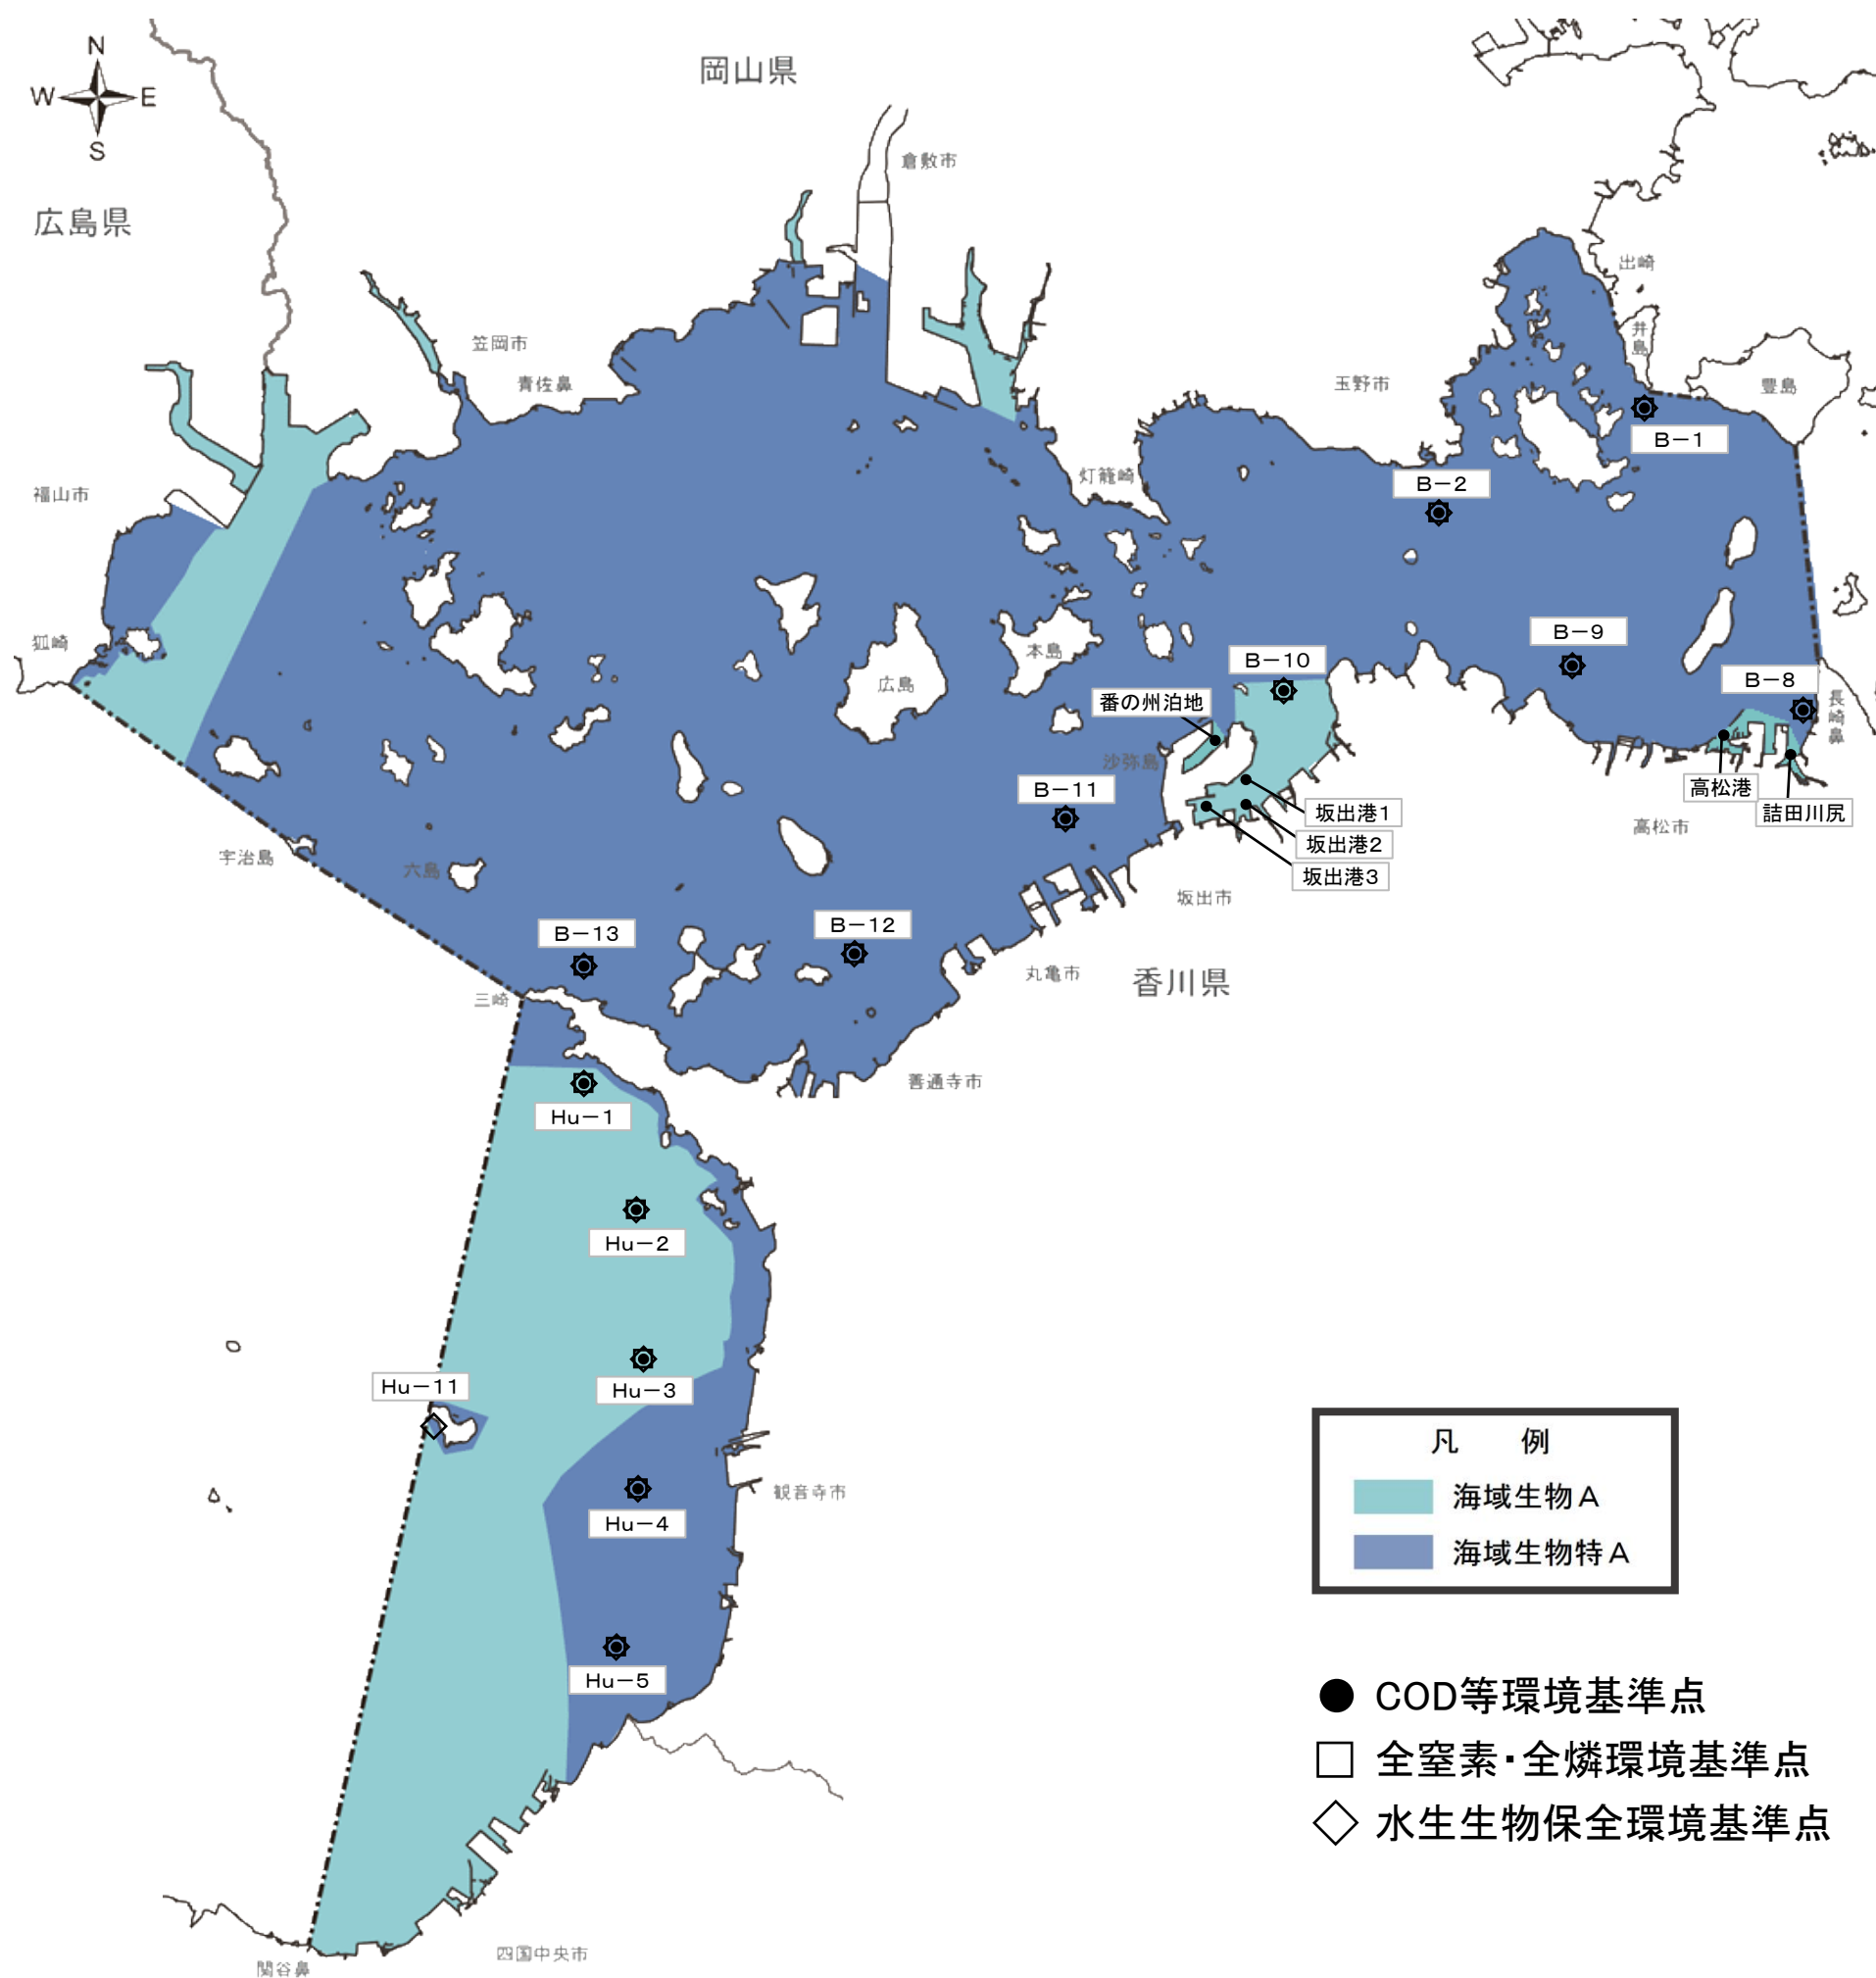 N
W
E
S
岡山県
倉敷市
広島県
出崎
井島
笠岡市
青佐鼻
玉野市
豊島
B－1
灯籠崎
B－2
福山市
狐崎
B－9
本島
B－10
広島
B－8
番の州泊地
長崎鼻
沙弥島
B－11
高松港
坂出港1
詰田川尻
高松市
坂出港2
宇治島
六島
坂出港3
坂出市
B－12
B－13
丸亀市
香川県
三崎
善通寺市
Hu－1
Hu－2
Hu－11
Hu－3
観音寺市
Hu－4
Hu－5
四国中央市
関谷鼻
凡　例
海域生物A
海域生物特A
COD等環境基準点
全窒素・全燐環境基準点
水生生物保全環境基準点